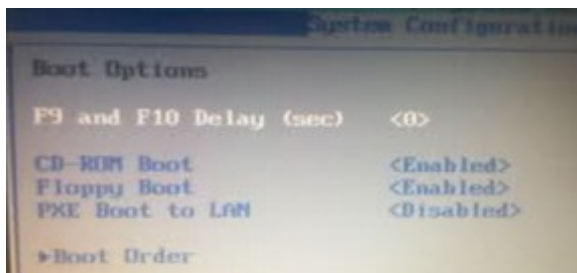 System Configuration
Boot Options
F9 and F10 Delay (sec) <0>
CD-ROM Boot <Enabled>
Floppy Boot <Enabled>
PXE Boot to LAN <Disabled>
▸Boot Order